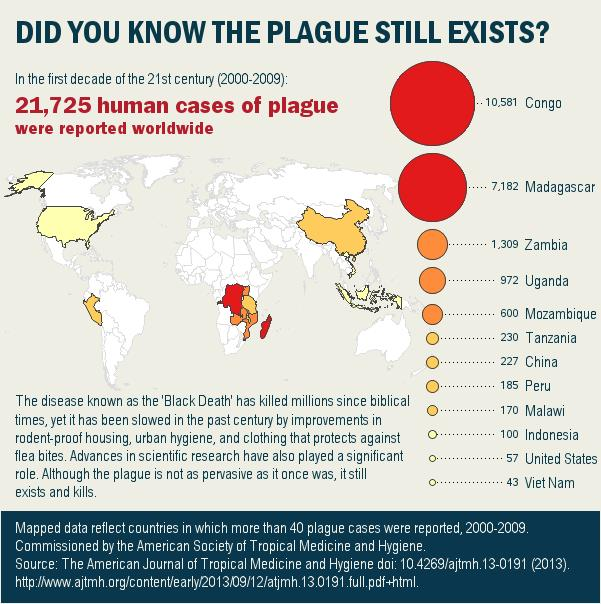 DID YOU KNOW THE PLAGUE STILL EXISTS?
In the first decade of the 21st century (2000-2009):
21,725 human cases of plague
were reported worldwide
10,581 Congo
7,182 Madagascar
1,309 Zambia
972 Uganda
600 Mozambique
230 Tanzania
227 China
185 Peru
170 Malawi
100 Indonesia
57 United States
43 Viet Nam
The disease known as the 'Black Death' has killed millions since biblical
times, yet it has been slowed in the past century by improvements in
rodent-proof housing, urban hygiene, and clothing that protects against
flea bites. Advances in scientific research have also played a significant
role. Although the plague is not as pervasive as it once was, it still
exists and kills.
Mapped data reflect countries in which more than 40 plague cases were reported, 2000-2009.
Commissioned by the American Society of Tropical Medicine and Hygiene.
Source: The American Journal of Tropical Medicine and Hygiene doi: 10.4269/ajtmh.13-0191 (2013).
http://www.ajtmh.org/content/early/2013/09/12/ajtmh.13.0191.full.pdf+html.